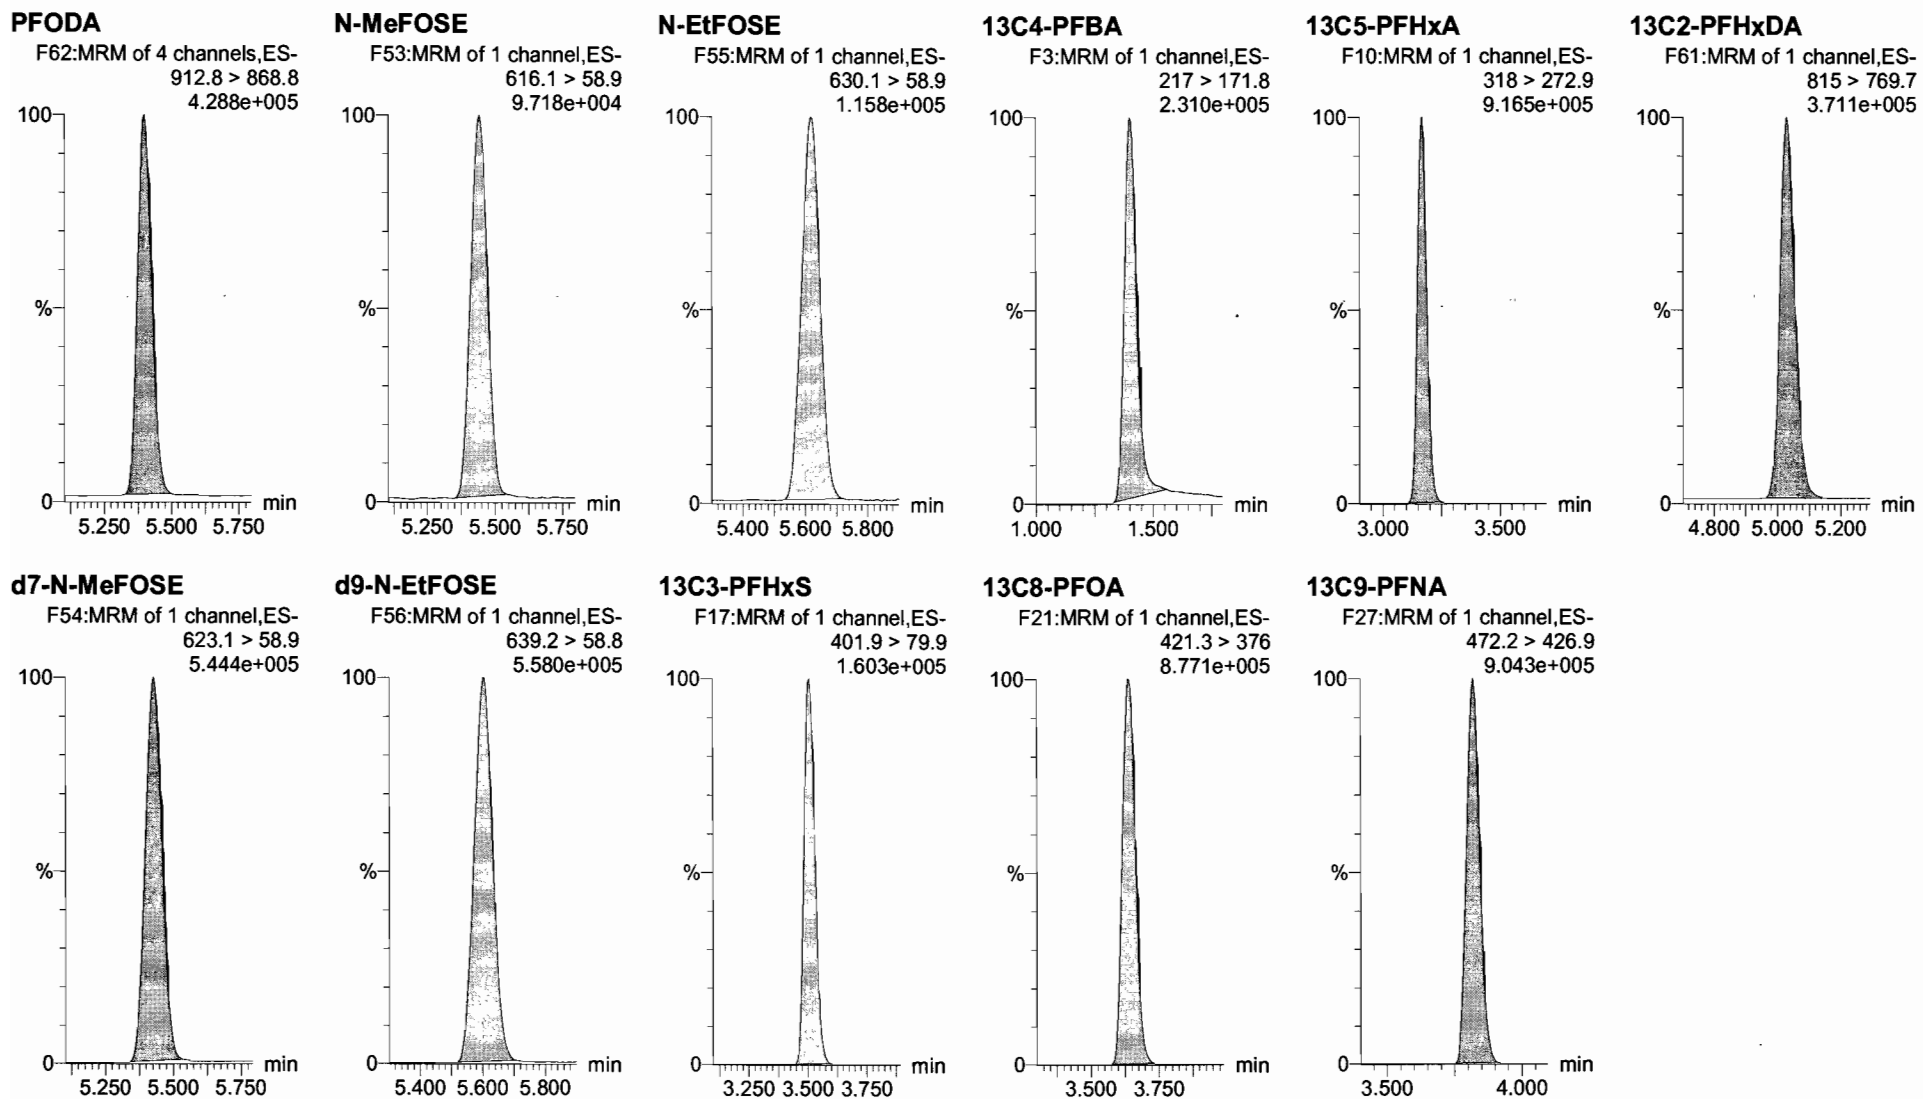 PFODA
F62:MRM of 4 channels,ES-
912.8 > 868.8
4.288e+005
100
%
0
min
5.250 5.500 5.750
N-MeFOSE
F53:MRM of 1 channel,ES-
616.1 > 58.9
9.718e+004
100
%
0
min
5.250 5.500 5.750
N-EtFOSE
F55:MRM of 1 channel,ES-
630.1 > 58.9
1.158e+005
100
%
0
min
5.400 5.600 5.800
13C4-PFBA
F3:MRM of 1 channel,ES-
217 > 171.8
2.310e+005
100
%
0
min
1.000 1.500
13C5-PFHxA
F10:MRM of 1 channel,ES-
318 > 272.9
9.165e+005
100
%
0
min
3.000 3.500
13C2-PFHxDA
F61:MRM of 1 channel,ES-
815 > 769.7
3.711e+005
100
%
0
min
4.800 5.000 5.200
d7-N-MeFOSE
F54:MRM of 1 channel,ES-
623.1 > 58.9
5.444e+005
100
%
0
min
5.250 5.500 5.750
d9-N-EtFOSE
F56:MRM of 1 channel,ES-
639.2 > 58.8
5.580e+005
100
%
0
min
5.400 5.600 5.800
13C3-PFHxS
F17:MRM of 1 channel,ES-
401.9 > 79.9
1.603e+005
100
%
0
min
3.250 3.500 3.750
13C8-PFOA
F21:MRM of 1 channel,ES-
421.3 > 376
8.771e+005
100
%
0
min
3.500 3.750
13C9-PFNA
F27:MRM of 1 channel,ES-
472.2 > 426.9
9.043e+005
100
%
0
min
3.500 4.000